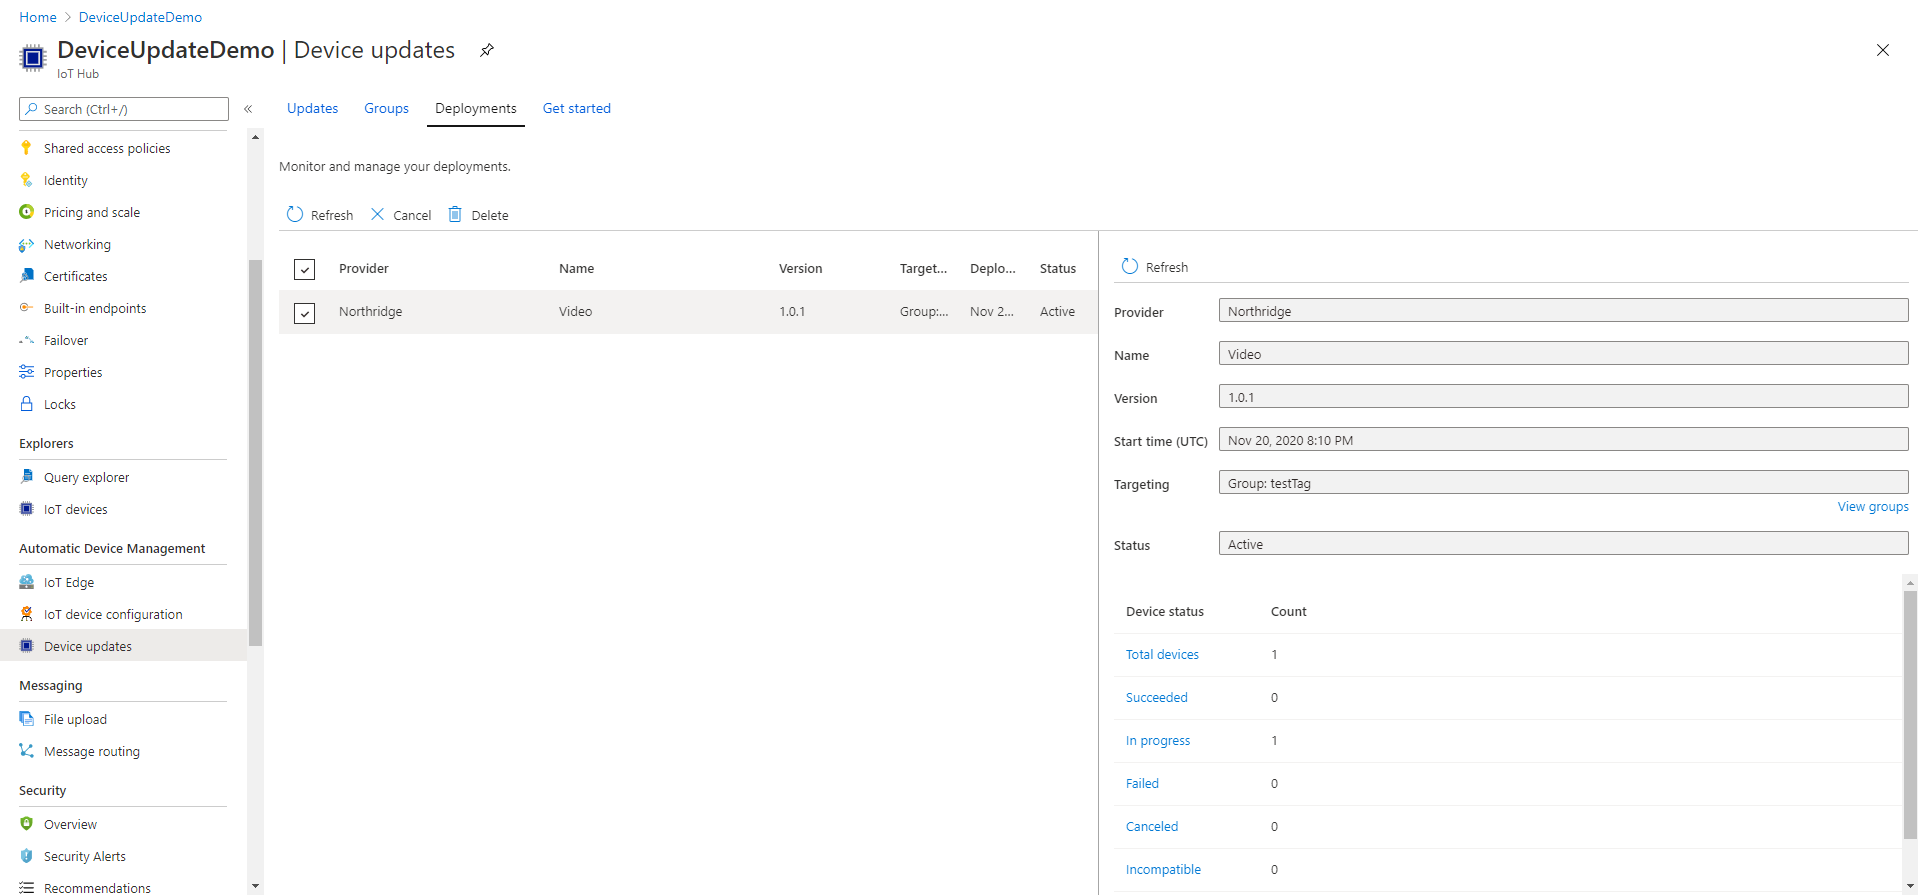 Home > DeviceUpdateDemo
DeviceUpdateDemo | Device updates
IoT Hub
Search (Ctrl+/)
«
Shared access policies
Identity
Pricing and scale
Networking
Certificates
Built-in endpoints
Failover
Properties
Locks
Explorers
Query explorer
IoT devices
Automatic Device Management
IoT Edge
IoT device configuration
Device updates
Messaging
File upload
Message routing
Security
Overview
Security Alerts
Recommendations
Updates Groups Deployments Get started
Monitor and manage your deployments.
Refresh Cancel Delete
Provider Name Version Target... Deplo... Status
Northridge Video 1.0.1 Group:... Nov 2... Active
Refresh
Provider Northridge
Name Video
Version 1.0.1
Start time (UTC) Nov 20, 2020 8:10 PM
Targeting Group: testTag
View groups
Status Active
Device status Count
Total devices 1
Succeeded 0
In progress 1
Failed 0
Canceled 0
Incompatible 0